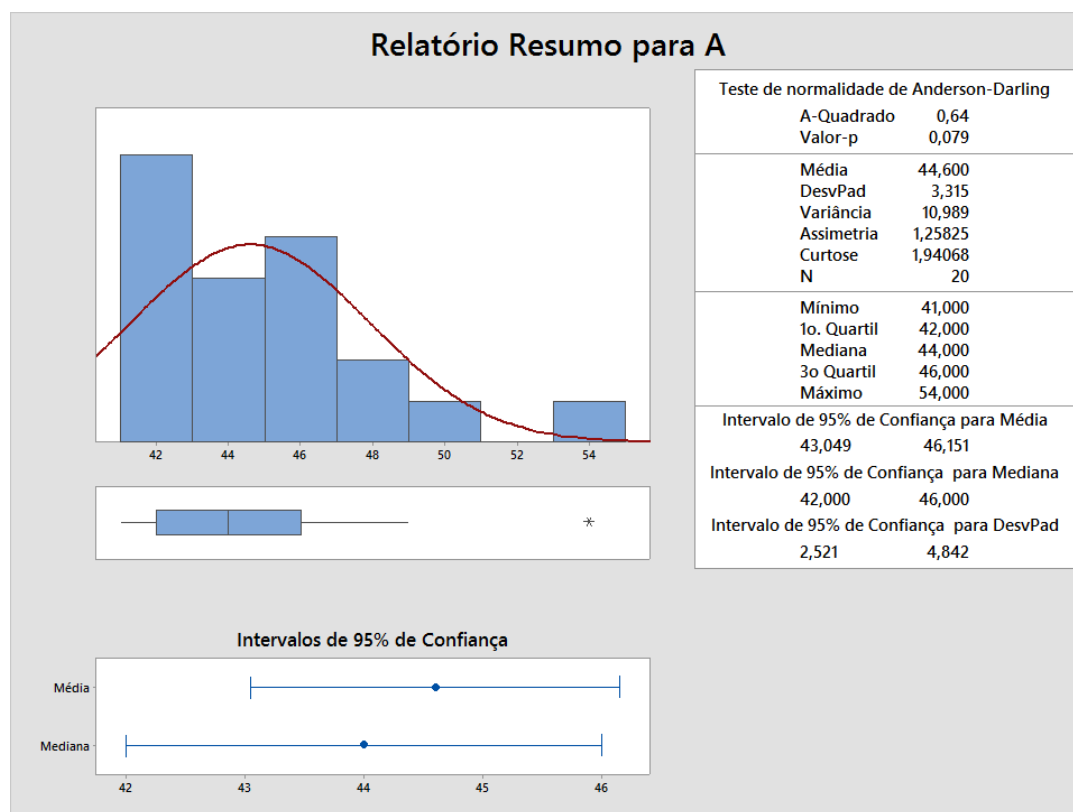 Relatório Resumo para A
42 44 46 48 50 52 54
Teste de normalidade de Anderson-Darling
A-Quadrado 0,64
Valor-p 0,079
Média 44,600
DesvPad 3,315
Variância 10,989
Assimetria 1,25825
Curtose 1,94068
N 20
Mínimo 41,000
1o. Quartil 42,000
Mediana 44,000
3o Quartil 46,000
Máximo 54,000
Intervalo de 95% de Confiança para Média
43,049 46,151
Intervalo de 95% de Confiança para Mediana
42,000 46,000
Intervalo de 95% de Confiança para DesvPad
2,521 4,842
Intervalos de 95% de Confiança
Média
Mediana
42 43 44 45 46